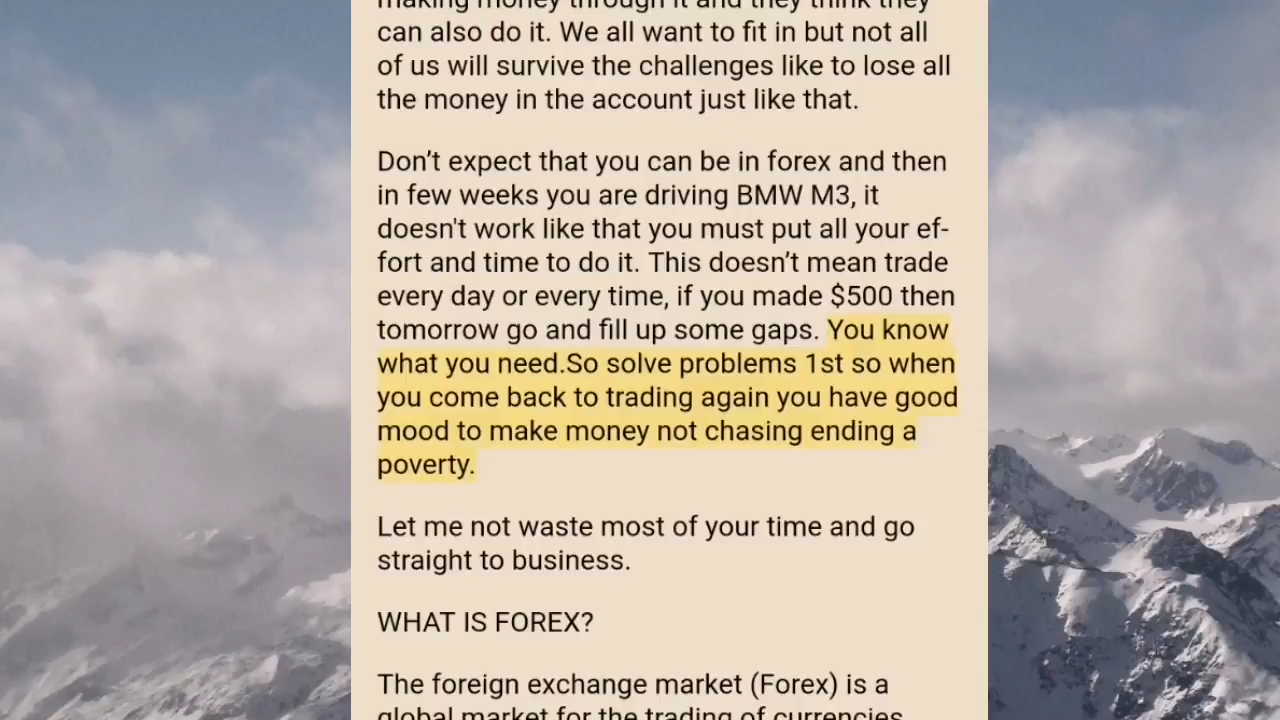 making money through it and they think they
can also do it. We all want to fit in but not all
of us will survive the challenges like to lose all
the money in the account just like that.
Don’t expect that you can be in forex and then
in few weeks you are driving BMW M3, it
doesn't work like that you must put all your ef-
fort and time to do it. This doesn’t mean trade
every day or every time, if you made $500 then
tomorrow go and fill up some gaps. You know
what you need.So solve problems 1st so when
you come back to trading again you have good
mood to make money not chasing ending a
poverty.
Let me not waste most of your time and go
straight to business.
WHAT IS FOREX?
The foreign exchange market (Forex) is a
global market for the trading of currencies